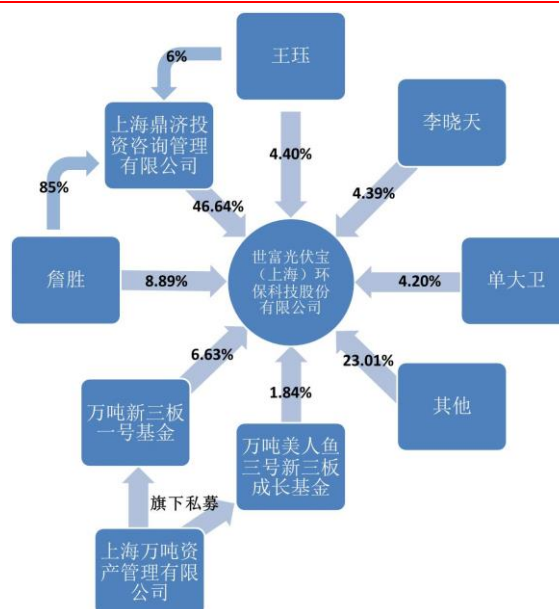 王珏
6%
上海鼎济投
资咨询管理
有限公司
李晓天
4.40%
4.39%
85%
46.64%
世富光伏宝
（上海）环
保科技股份
有限公司
詹胜
8.89%
4.20%
单大卫
6.63%
1.84%
23.01%
其他
万吨新三板
一号基金
万吨美人鱼
三号新三板
成长基金
旗下私募
上海万吨资
产管理有限
公司